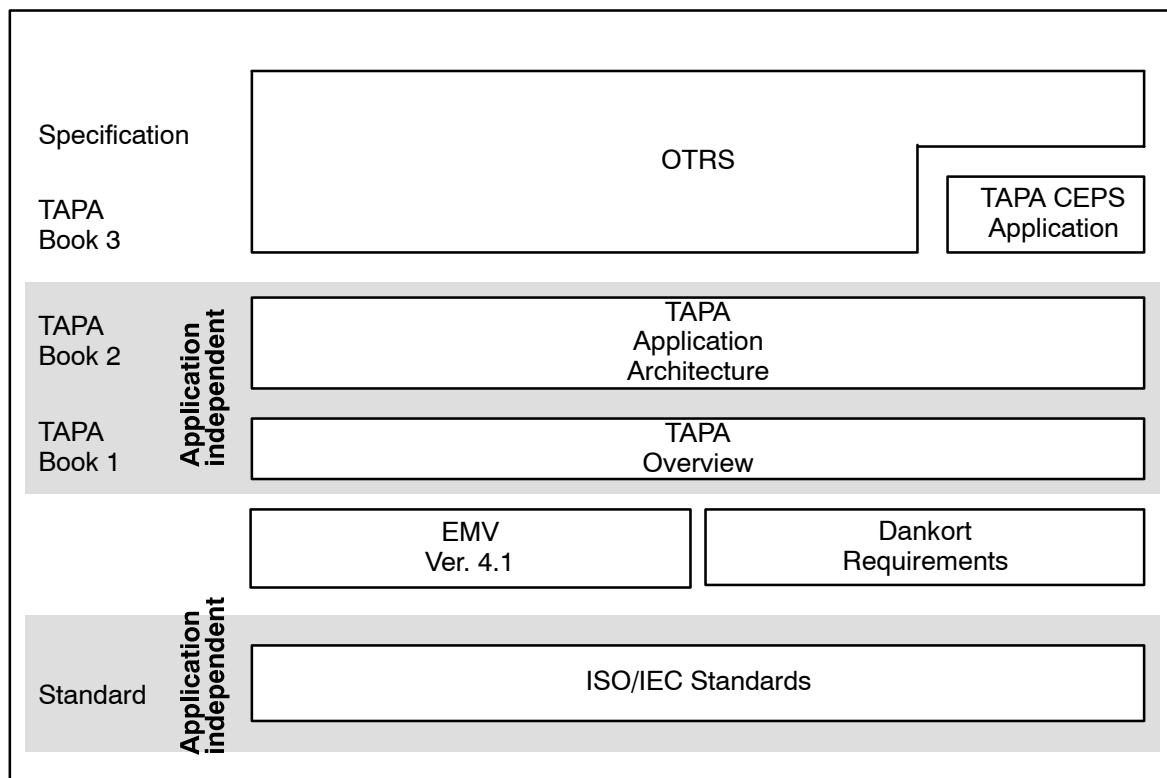 Specification
OTRS
TAPA
Book 3
TAPA CEPS
Application
TAPA
Book 2
Application
independent
TAPA
Application
Architecture
TAPA
Book 1
TAPA
Overview
EMV
Ver. 4.1
Dankort
Requirements
Standard
Application
independent
ISO/IEC Standards